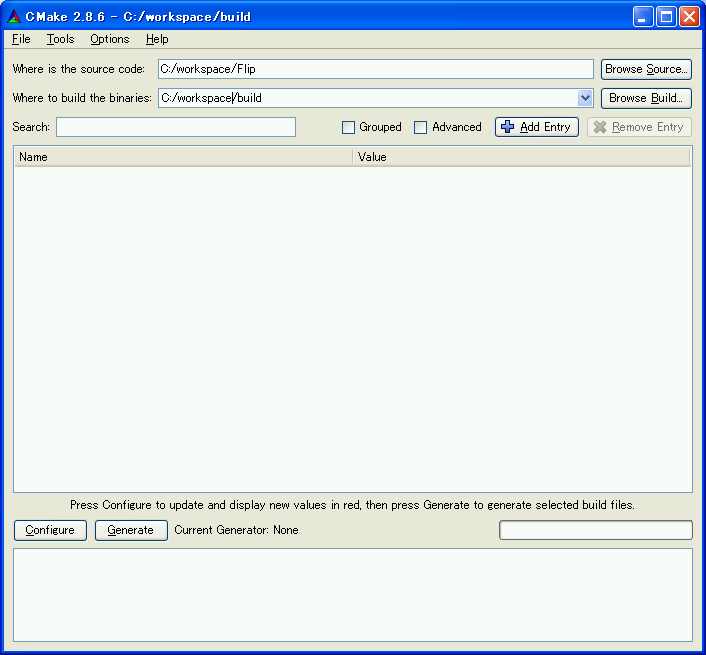 CMake 2.8.6 - C:/workspace/build
File Tools Options Help
Where is the source code: C:/workspace/Flip Browse Source...
Where to build the binaries: C:/workspace/build Browse Build...
Search: Grouped Advanced Add Entry Remove Entry
Name Value
Press Configure to update and display new values in red, then press Generate to generate selected build files.
Configure Generate Current Generator: None